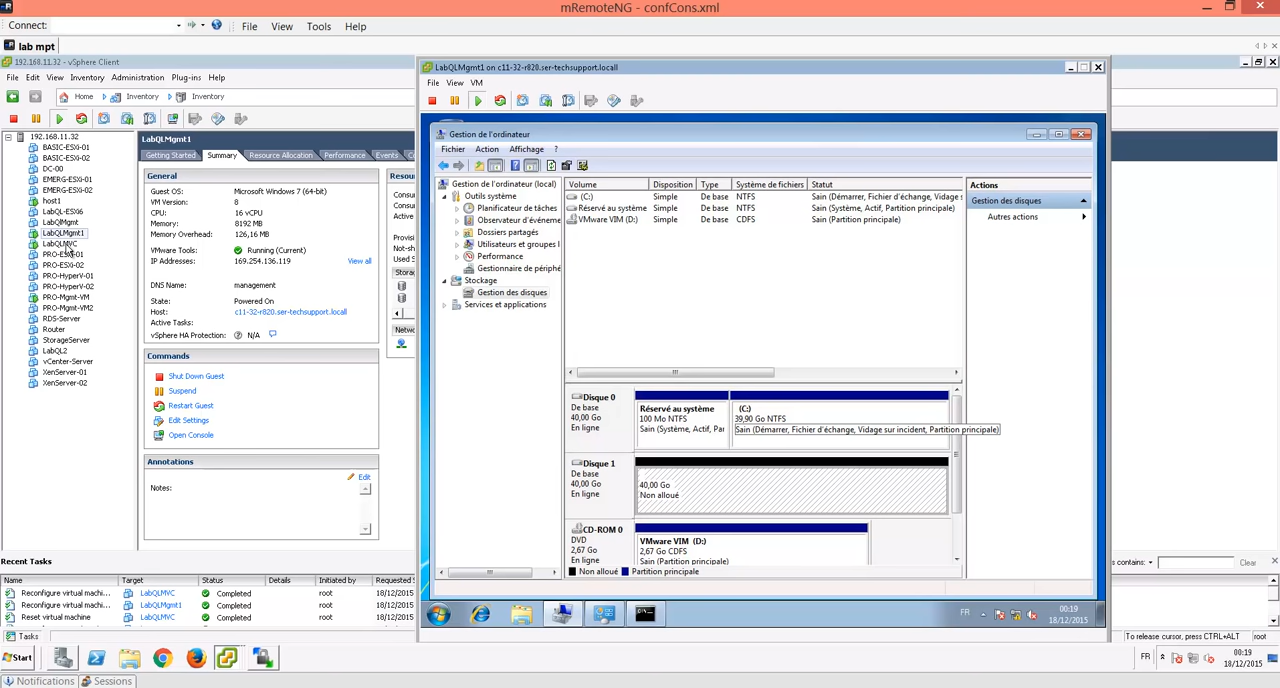 mRemoteNG - confCons.xml
Connect:
File View Tools Help
lab mpt
192.168.11.32 - vSphere Client
File Edit View Inventory Administration Plug-ins Help
Home Inventory Inventory
192.168.11.32
BASIC-ESXi-01
BASIC-ESXi-02
DC-00
EMERG-ESXi-01
EMERG-ESXi-02
host1
LabQL-ESXi6
LabQlMgmt
LabQLMgmt1
LabQLMVC
PRO-ESXi-01
PRO-ESXi-02
PRO-HyperV-01
PRO-HyperV-02
PRO-Mgmt-VM
PRO-Mgmt-VM2
RDS-Server
Router
StorageServer
LabQL2
vCenter-Server
XenServer-01
XenServer-02
LabQLMgmt1
Getting Started Summary Resource Allocation Performance Events
General
Guest OS: Microsoft Windows 7 (64-bit)
VM Version: 8
CPU: 16 vCPU
Memory: 8192 MB
Memory Overhead: 126,16 MB
VMware Tools: Running (Current)
IP Addresses: 169.254.136.119 View all
DNS Name: management
State: Powered On
Host: c11-32-r820.ser-techsupport.locall
Active Tasks:
vSphere HA Protection: N/A
Commands
Shut Down Guest
Suspend
Restart Guest
Edit Settings
Open Console
Annotations
Notes: Edit
Resour
Consu
Consu
Active
Provisi
Not-sh
Used S
Storag
Netwo
LabQLMgmt1 on c11-32-r820.ser-techsupport.locall
File View VM
Gestion de l'ordinateur
Fichier Action Affichage ?
Gestion de l'ordinateur (local)
Outils système
Planificateur de tâches
Observateur d'événeme
Dossiers partagés
Utilisateurs et groupes l
Performance
Gestionnaire de périphé
Stockage
Gestion des disques
Services et applications
Volume Disposition Type Système de fichiers Statut
(C:) Simple De base NTFS Sain (Démarrer, Fichier d'échange, Vidage s
Réservé au système Simple De base NTFS Sain (Système, Actif, Partition principale)
VMware VIM (D:) Simple De base CDFS Sain (Partition principale)
Disque 0
De base
40,00 Go
En ligne
Réservé au système
100 Mo NTFS
Sain (Système, Actif, Par
(C:)
39,90 Go NTFS
Sain (Démarrer, Fichier d'échange, Vidage sur incident, Partition principale)
Disque 1
De base
40,00 Go
En ligne
40,00 Go
Non alloué
CD-ROM 0
DVD
2,67 Go
En ligne
VMware VIM (D:)
2,67 Go CDFS
Sain (Partition principale)
Non alloué Partition principale
Actions
Gestion des disques
Autres actions
FR
00:19
18/12/2015
Recent Tasks
s contains: Clear
Name Target Status Details Initiated by Requested S
Reconfigure virtual machi... LabQLMVC Completed root 18/12/2015
Reconfigure virtual machi... LabQLMgmt1 Completed root 18/12/2015
Reset virtual machine LabQLMVC Completed root 18/12/2015
Tasks
To release cursor, press CTRL+ALT
root
Start
FR
00:19
18/12/2015
Notifications Sessions